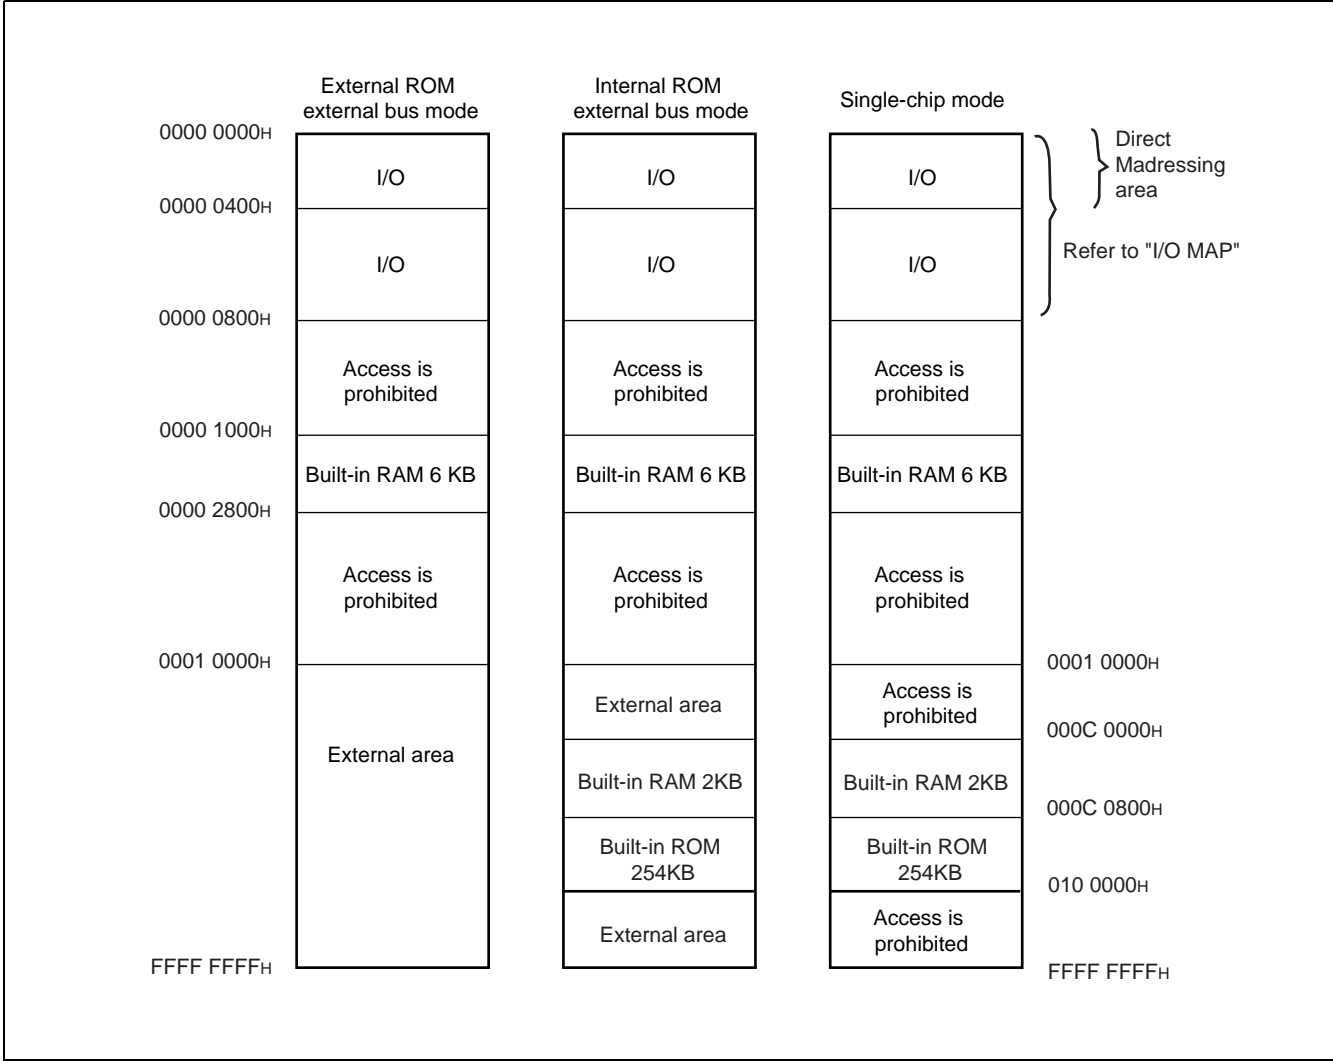 External ROM
external bus mode
Internal ROM
external bus mode
Single-chip mode
0000 0000H
I/O
I/O
I/O
Direct
Madressing
area
0000 0400H
I/O
I/O
I/O
Refer to "I/O MAP"
0000 0800H
Access is
prohibited
Access is
prohibited
Access is
prohibited
0000 1000H
Built-in RAM 6 KB
Built-in RAM 6 KB
Built-in RAM 6 KB
0000 2800H
Access is
prohibited
Access is
prohibited
Access is
prohibited
0001 0000H
0001 0000H
External area
External area
Access is
prohibited
000C 0000H
Built-in RAM 2KB
Built-in RAM 2KB
000C 0800H
Built-in ROM
254KB
Built-in ROM
254KB
010 0000H
External area
Access is
prohibited
FFFF FFFFH
FFFF FFFFH